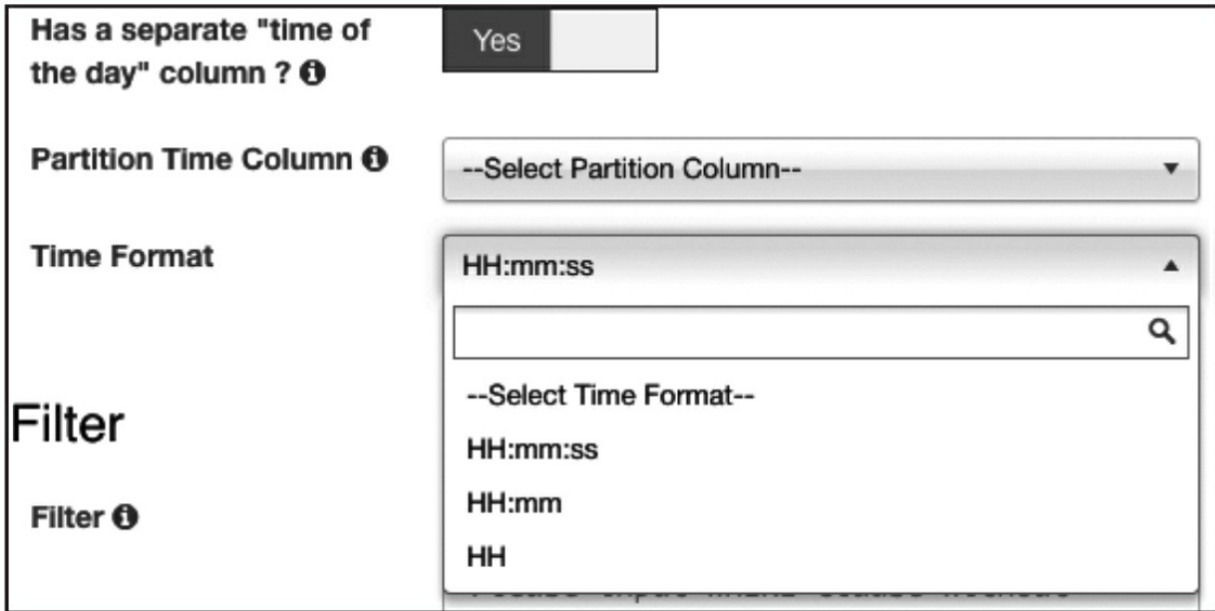 Has a separate "time of
the day" column ?
Yes
Partition Time Column
--Select Partition Column--
Time Format
HH:mm:ss
--Select Time Format--
HH:mm:ss
HH:mm
HH
Filter
Filter